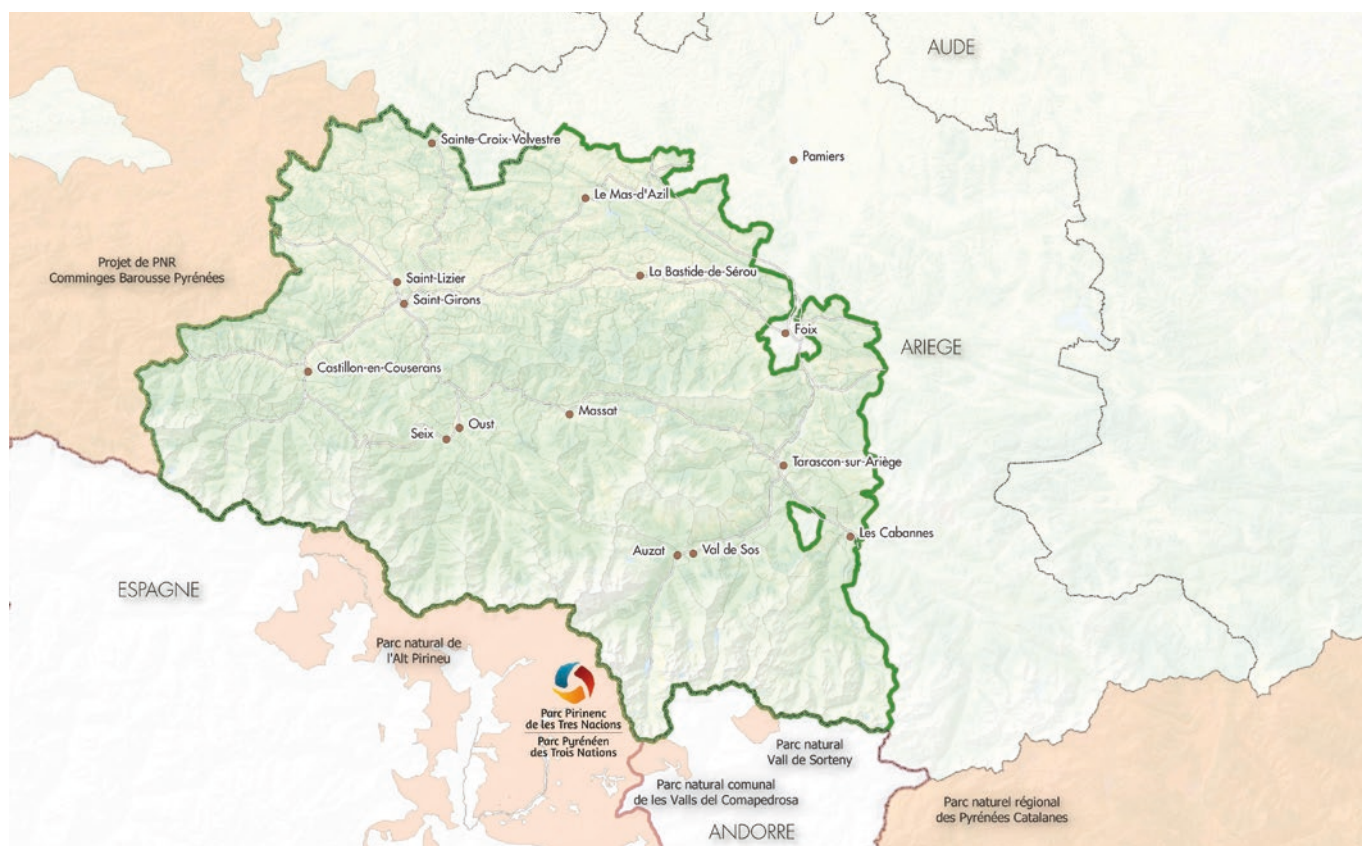 AUDE
Sainte-Croix-Volvestre
Pamiers
Le Mas-d'Azil
Projet de PNR
Comminges Barousse Pyrénées
Saint-Lizier
La Bastide-de-Sérou
Saint-Girons
Foix
ARIEGE
Castillon-en-Couserans
Massat
Oust
Seix
Tarascon-sur-Ariège
Les Cabannes
Auzat
Val de Sos
ESPAGNE
Parc natural de
l'Alt Pirineu
Parc Pirinenc
de les Tres Nacions
Parc Pyrénéen
des Trois Nations
Parc natural
Vall de Sorteny
Parc natural comunal
de les Valls del Comapedrosa
Parc naturel régional
des Pyrénées Catalanes
ANDORRE